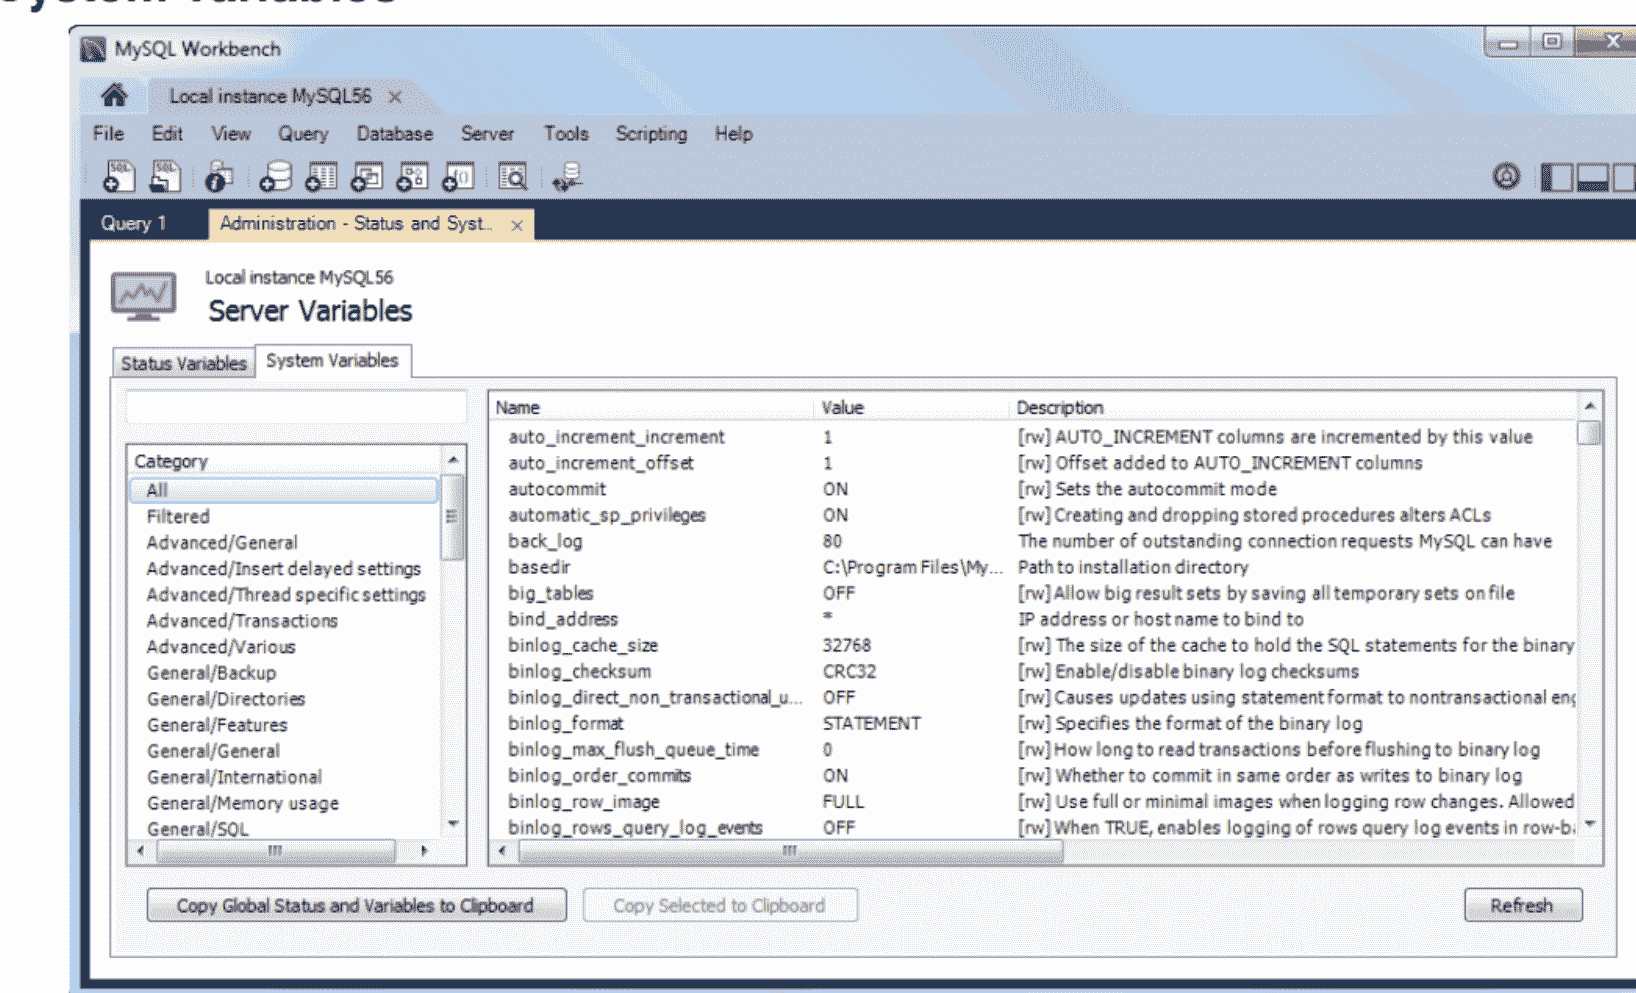 System Variables
MySQL Workbench
Local instance MySQL56
File Edit View Query Database Server Tools Scripting Help
Query 1 Administration - Status and Syst...
Local instance MySQL56
Server Variables
Status Variables System Variables
Category
All
Filtered
Advanced/General
Advanced/Insert delayed settings
Advanced/Thread specific settings
Advanced/Transactions
Advanced/Various
General/Backup
General/Directories
General/Features
General/General
General/International
General/Memory usage
General/SQL
Name Value Description
auto_increment_increment 1 [rw] AUTO_INCREMENT columns are incremented by this value
auto_increment_offset 1 [rw] Offset added to AUTO_INCREMENT columns
autocommit ON [rw] Sets the autocommit mode
automatic_sp_privileges ON [rw] Creating and dropping stored procedures alters ACLs
back_log 80 The number of outstanding connection requests MySQL can have
basedir C:\Program Files\My... Path to installation directory
big_tables OFF [rw] Allow big result sets by saving all temporary sets on file
bind_address * IP address or host name to bind to
binlog_cache_size 32768 [rw] The size of the cache to hold the SQL statements for the binary
binlog_checksum CRC32 [rw] Enable/disable binary log checksums
binlog_direct_non_transactional_u... OFF [rw] Causes updates using statement format to nontransactional eng
binlog_format STATEMENT [rw] Specifies the format of the binary log
binlog_max_flush_queue_time 0 [rw] How long to read transactions before flushing to binary log
binlog_order_commits ON [rw] Whether to commit in same order as writes to binary log
binlog_row_image FULL [rw] Use full or minimal images when logging row changes. Allowed
binlog_rows_query_log_events OFF [rw] When TRUE, enables logging of rows query log events in row-ba
Copy Global Status and Variables to Clipboard Copy Selected to Clipboard Refresh